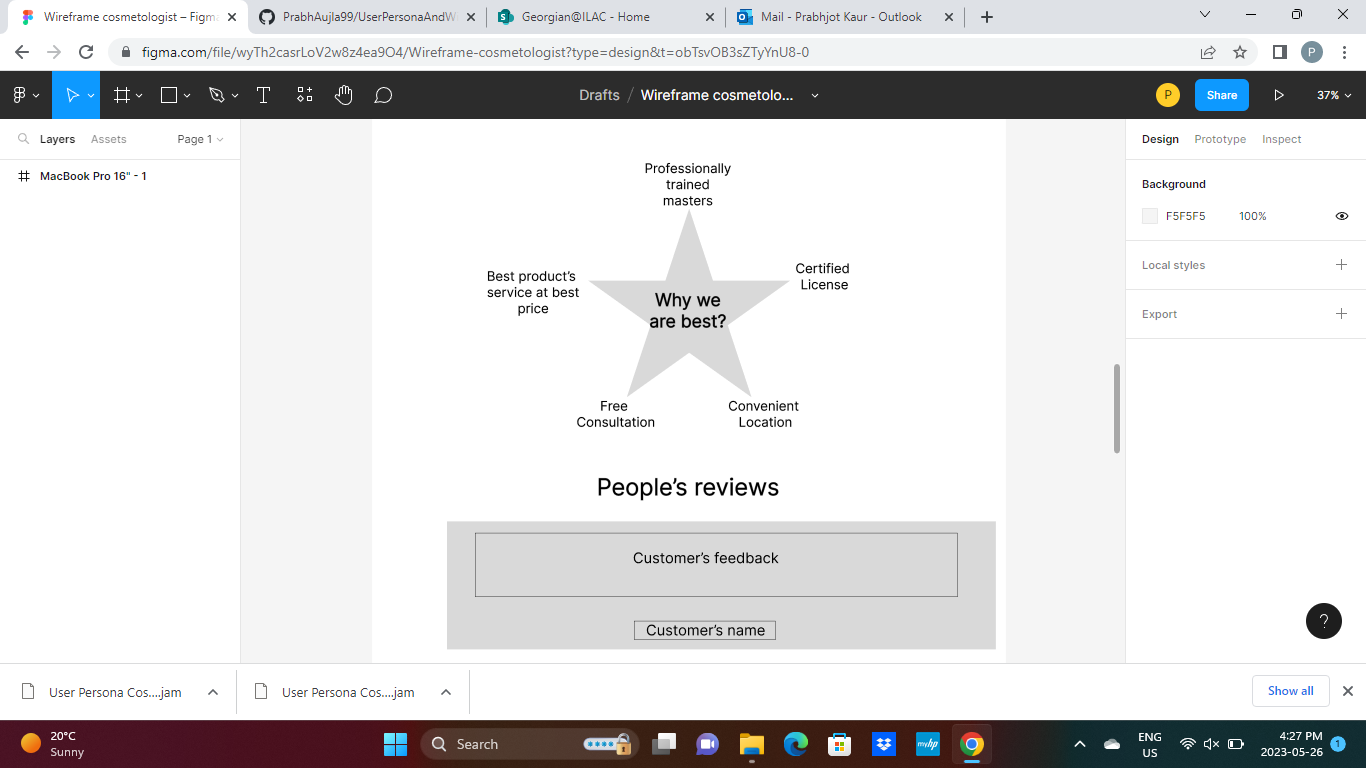 Wireframe cosmetologist – Figma
PrabhAujla99/UserPersonaAndW
Georgian@ILAC - Home
Mail - Prabhjot Kaur - Outlook
figma.com/file/wyTh2casrLoV2w8z4ea9O4/Wireframe-cosmetologist?type=design&t=obTsvOB3sZTyYnU8-0
P
Drafts / Wireframe cosmetolo...
P
Share
37%
Layers
Assets
Page 1
Design
Prototype
Inspect
MacBook Pro 16" - 1
Background
F5F5F5
100%
Local styles
Export
Professionally
trained
masters
Best product's
service at best
price
Certified
License
Why we
are best?
Free
Consultation
Convenient
Location
People's reviews
Customer's feedback
Customer's name
?
User Persona Cos....jam
User Persona Cos....jam
Show all
20°C
Sunny
Search
myhp
ENG
US
4:27 PM
2023-05-26
1